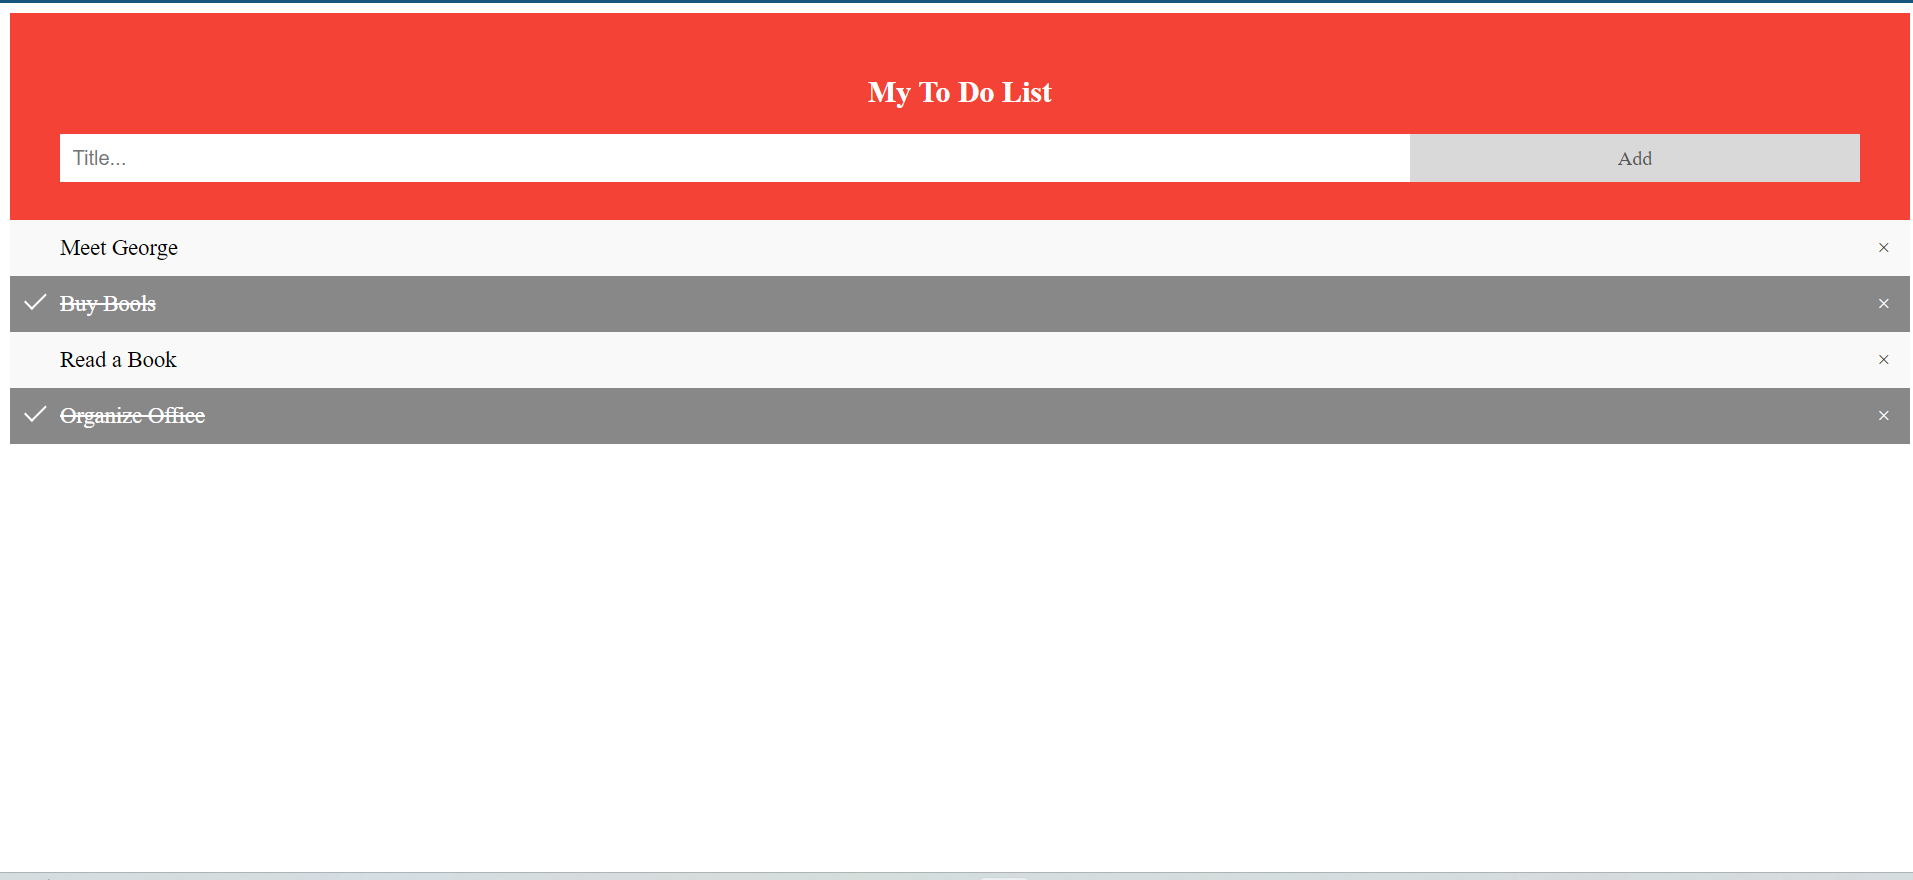 My To Do List
Title...
Add
Meet George
×
Buy Bools
×
Read a Book
×
Organize Office
×